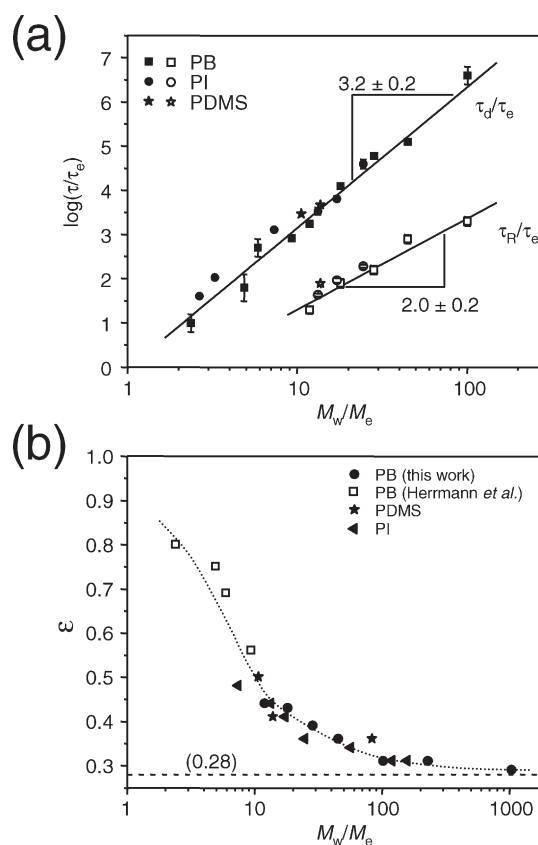 (a)
7
6
5
4
3
2
1
0
log(τ/τe)
PB
PI
PDMS
3.2 ± 0.2
τd/τe
τR/τe
2.0 ± 0.2
1
10
100
Mw/Me
(b)
1.0
0.9
0.8
0.7
0.6
0.5
0.4
0.3
ε
PB (this work)
PB (Herrmann et al.)
PDMS
PI
(0.28)
1
10
100
1000
Mw/Me